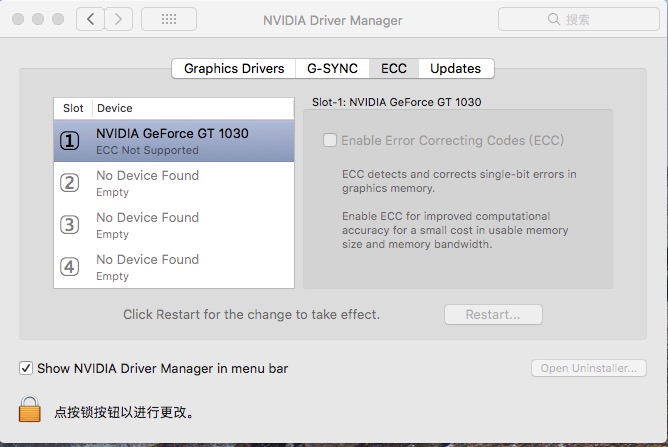 NVIDIA Driver Manager
搜索
Graphics Drivers
G-SYNC
ECC
Updates
Slot
Device
1
NVIDIA GeForce GT 1030
ECC Not Supported
2
No Device Found
Empty
3
No Device Found
Empty
4
No Device Found
Empty
Slot-1: NVIDIA GeForce GT 1030
Enable Error Correcting Codes (ECC)
ECC detects and corrects single-bit errors in
graphics memory.
Enable ECC for improved computational
accuracy for a small cost in usable memory
size and memory bandwidth.
Click Restart for the change to take effect.
Restart...
Show NVIDIA Driver Manager in menu bar
Open Uninstaller...
点按锁按钮以进行更改。